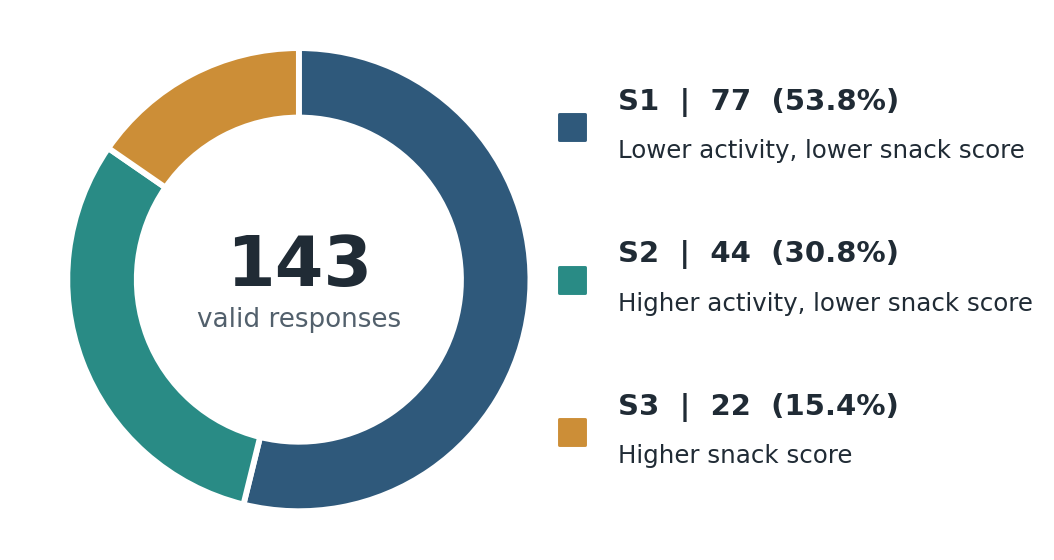 143
valid responses
S1 | 77 (53.8%)
Lower activity, lower snack score
S2 | 44 (30.8%)
Higher activity, lower snack score
S3 | 22 (15.4%)
Higher snack score